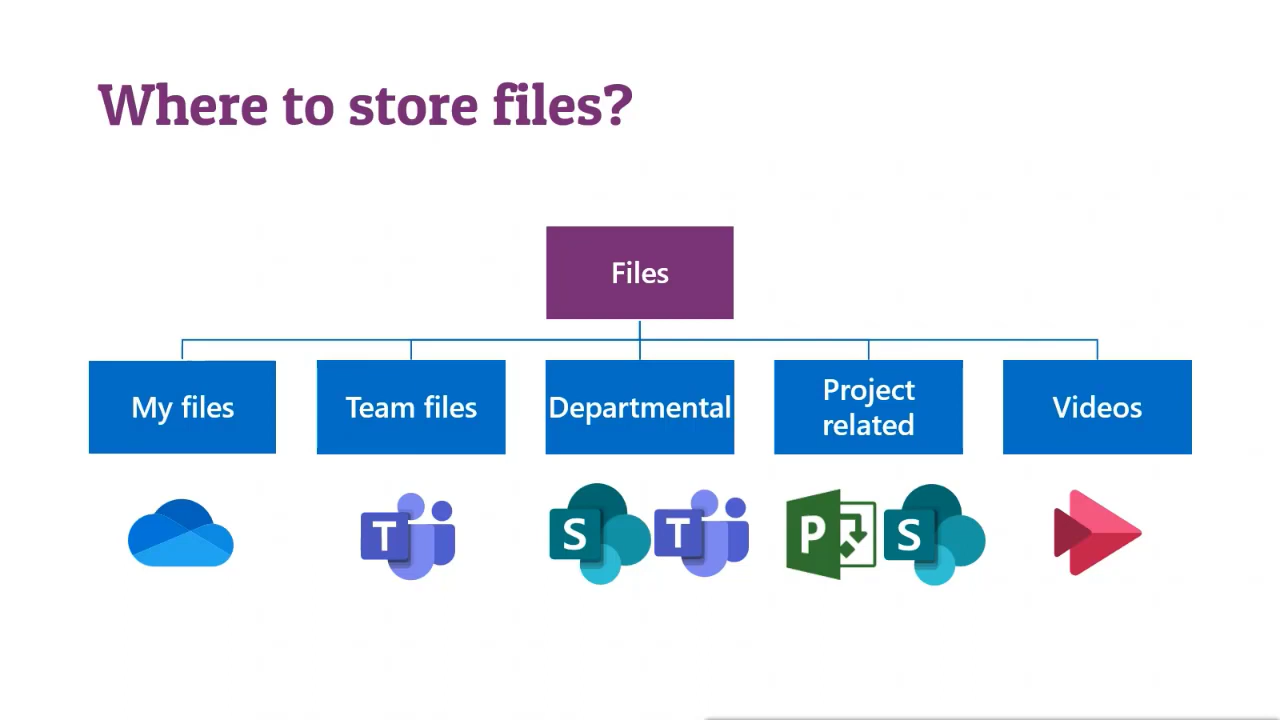 Where to store files?
Files
My files
Team files
Departmental
Project
related
Videos
T
S
T
P
S